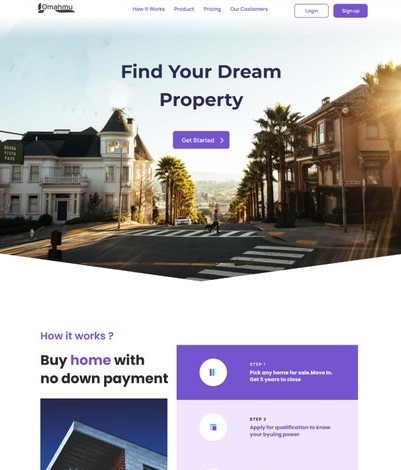 Omahmu
How It Works
Product
Pricing
Our Costomers
Login
Sign up
Find Your Dream
Property
Get Started
How it works ?
Buy home with
no down payment
STEP 1
Pick any home for sale.Move in.
Get 5 years to close
STEP 2
Apply for qualification to know
your byuing power